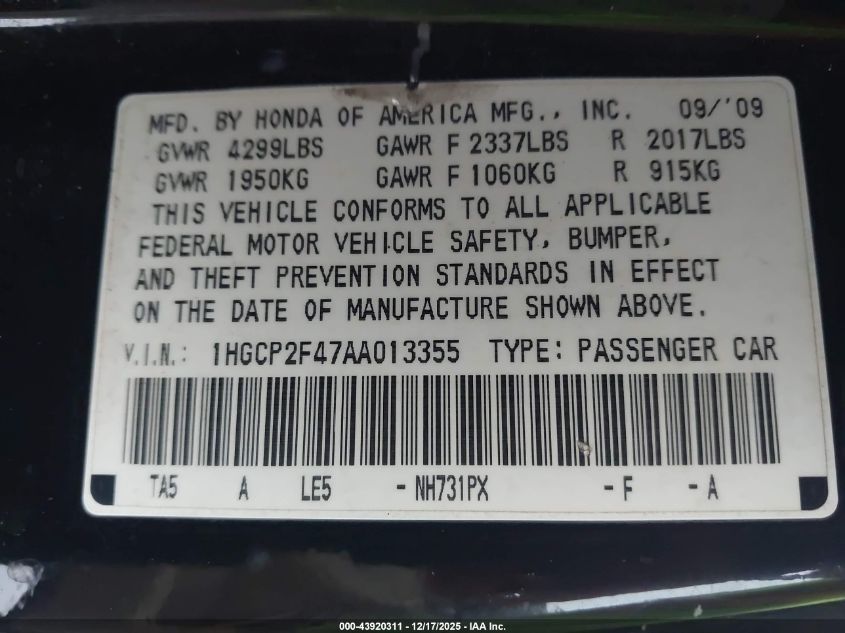 MFD. BY HONDA OF AMERICA MFG., INC. 09/'09
GVWR 4299LBS GAWR F 2337LBS R 2017LBS
GVWR 1950KG GAWR F 1060KG R 915KG
THIS VEHICLE CONFORMS TO ALL APPLICABLE
FEDERAL MOTOR VEHICLE SAFETY, BUMPER,
AND THEFT PREVENTION STANDARDS IN EFFECT
ON THE DATE OF MANUFACTURE SHOWN ABOVE.
V.I.N.: 1HGCP2F47AA013355 TYPE: PASSENGER CAR
TA5 A LE5 -NH731PX -F -A
000-43920311 - 12/17/2025 - IAA Inc.